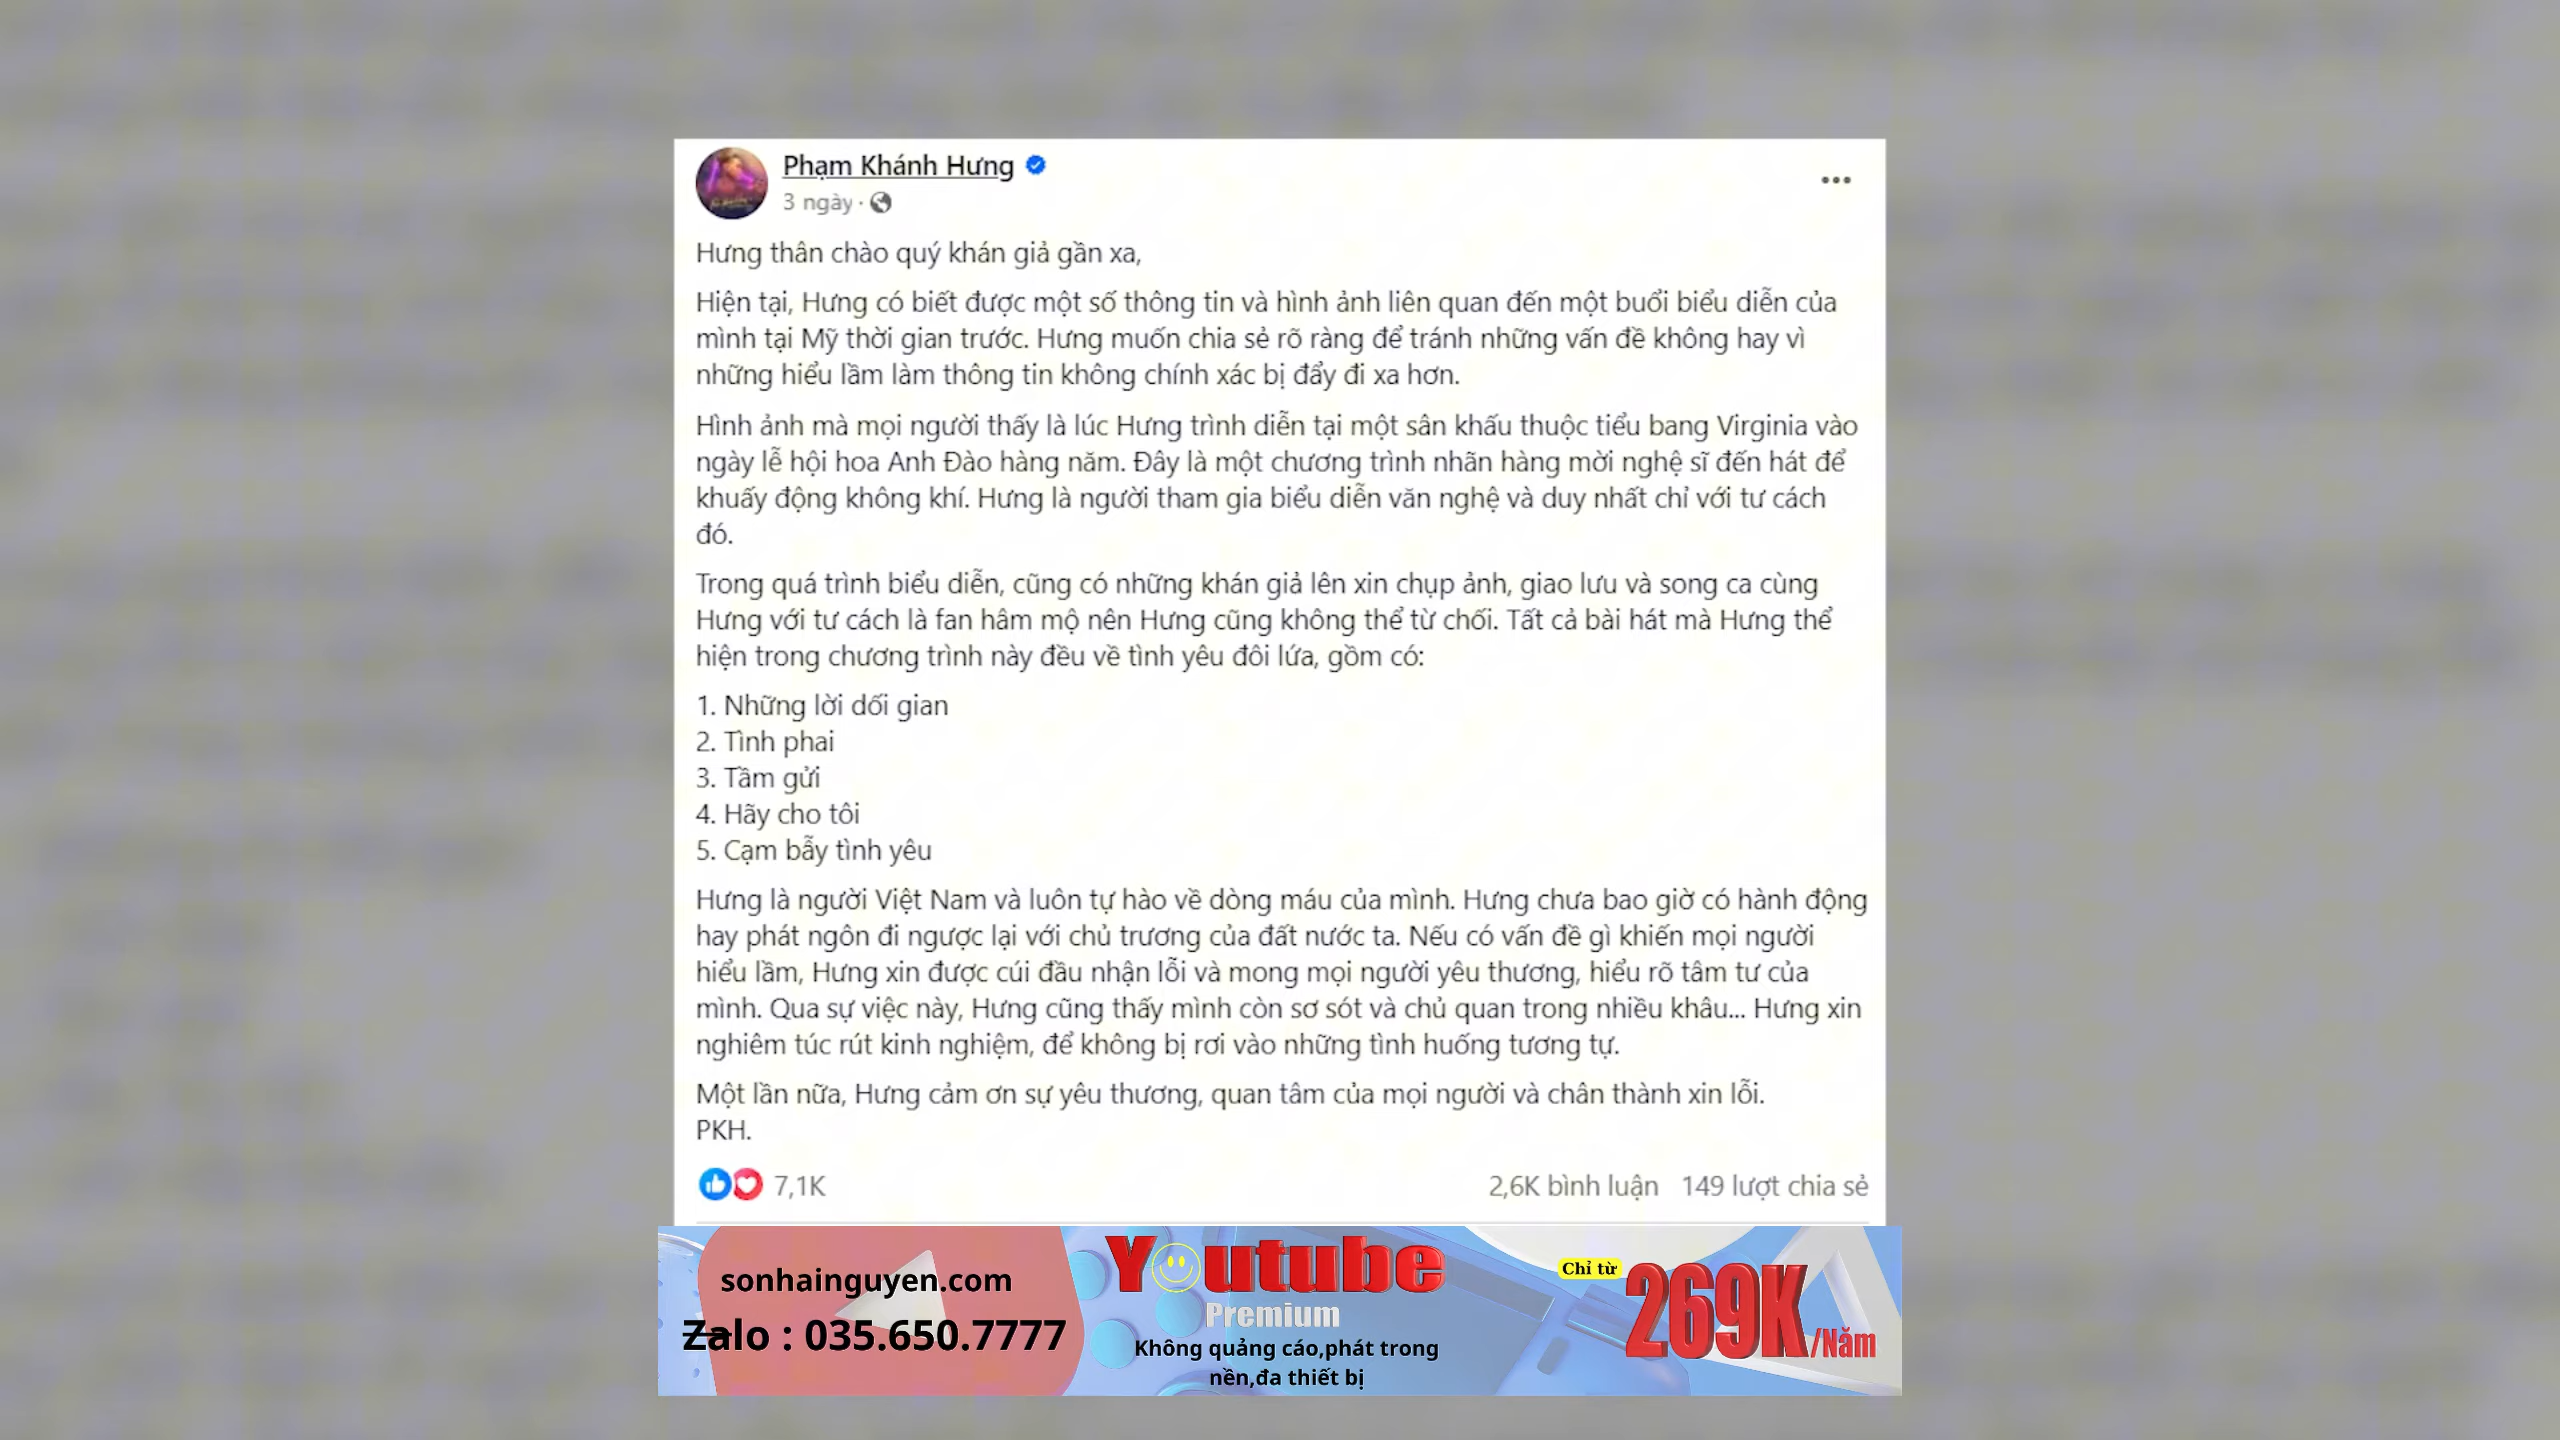 Phạm Khánh Hưng
3 ngày ·
Hưng thân chào quý khán giả gần xa,
Hiện tại, Hưng có biết được một số thông tin và hình ảnh liên quan đến một buổi biểu diễn của
mình tại Mỹ thời gian trước. Hưng muốn chia sẻ rõ ràng để tránh những vấn đề không hay vì
những hiểu lầm làm thông tin không chính xác bị đẩy đi xa hơn.
Hình ảnh mà mọi người thấy là lúc Hưng trình diễn tại một sân khấu thuộc tiểu bang Virginia vào
ngày lễ hội hoa Anh Đào hàng năm. Đây là một chương trình nhãn hàng mời nghệ sĩ đến hát để
khuấy động không khí. Hưng là người tham gia biểu diễn văn nghệ và duy nhất chỉ với tư cách
đó.
Trong quá trình biểu diễn, cũng có những khán giả lên xin chụp ảnh, giao lưu và song ca cùng
Hưng với tư cách là fan hâm mộ nên Hưng cũng không thể từ chối. Tất cả bài hát mà Hưng thể
hiện trong chương trình này đều về tình yêu đôi lứa, gồm có:
1. Những lời dối gian
2. Tình phai
3. Tầm gửi
4. Hãy cho tôi
5. Cạm bẫy tình yêu
Hưng là người Việt Nam và luôn tự hào về dòng máu của mình. Hưng chưa bao giờ có hành động
hay phát ngôn đi ngược lại với chủ trương của đất nước ta. Nếu có vấn đề gì khiến mọi người
hiểu lầm, Hưng xin được cúi đầu nhận lỗi và mong mọi người yêu thương, hiểu rõ tâm tư của
mình. Qua sự việc này, Hưng cũng thấy mình còn sơ sót và chủ quan trong nhiều khâu... Hưng xin
nghiêm túc rút kinh nghiệm, để không bị rơi vào những tình huống tương tự.
Một lần nữa, Hưng cảm ơn sự yêu thương, quan tâm của mọi người và chân thành xin lỗi.
PKH.
7,1K 2,6K bình luận 149 lượt chia sẻ
sonhainguyen.com
Zalo : 035.650.7777
Youtube
Premium
Không quảng cáo,phát trong
nền,đa thiết bị
Chỉ từ
269K/Năm